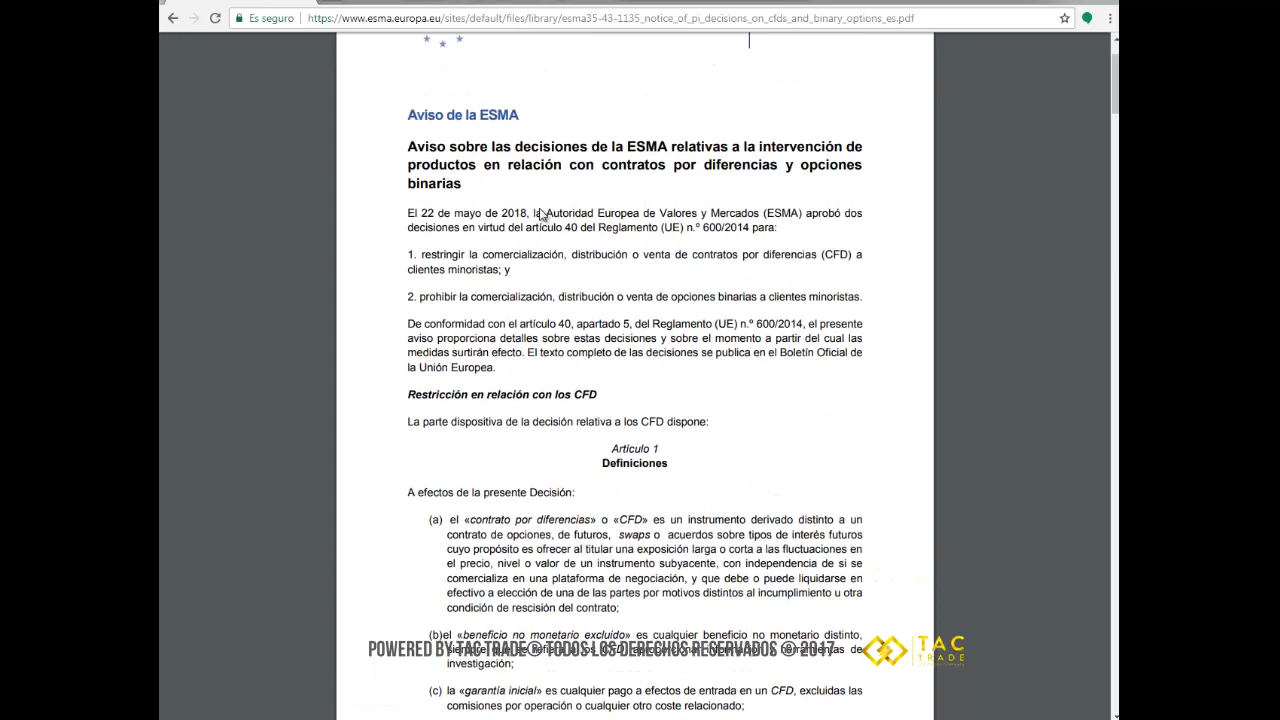 Es seguro https://www.esma.europa.eu/sites/default/files/library/esma35-43-1135_notice_of_pi_decisions_on_cfds_and_binary_options_es.pdf
Aviso de la ESMA
Aviso sobre las decisiones de la ESMA relativas a la intervención de
productos en relación con contratos por diferencias y opciones
binarias
El 22 de mayo de 2018, la Autoridad Europea de Valores y Mercados (ESMA) aprobó dos
decisiones en virtud del artículo 40 del Reglamento (UE) n.º 600/2014 para:
1. restringir la comercialización, distribución o venta de contratos por diferencias (CFD) a
clientes minoristas; y
2. prohibir la comercialización, distribución o venta de opciones binarias a clientes minoristas.
De conformidad con el artículo 40, apartado 5, del Reglamento (UE) n.º 600/2014, el presente
aviso proporciona detalles sobre estas decisiones y sobre el momento a partir del cual las
medidas surtirán efecto. El texto completo de las decisiones se publica en el Boletín Oficial de
la Unión Europea.
Restricción en relación con los CFD
La parte dispositiva de la decisión relativa a los CFD dispone:
Artículo 1
Definiciones
A efectos de la presente Decisión:
(a) el «contrato por diferencias» o «CFD» es un instrumento derivado distinto a un
contrato de opciones, de futuros, swaps o acuerdos sobre tipos de interés futuros
cuyo propósito es ofrecer al titular una exposición larga o corta a las fluctuaciones en
el precio, nivel o valor de un instrumento subyacente, con independencia de si se
comercializa en una plataforma de negociación, y que debe o puede liquidarse en
efectivo a elección de una de las partes por motivos distintos al incumplimiento u otra
condición de rescisión del contrato;
(b)el «beneficio no monetario excluido» es cualquier beneficio no monetario distinto,
siempre que se refiera a los CFD, a proporcionar información y herramientas de
POWERED BY TAC TRADE® TODOS LOS DERECHOS RESERVADOS © 2017
TAC
TRADE
investigación;
(c) la «garantía inicial» es cualquier pago a efectos de entrada en un CFD, excluidas las
comisiones por operación o cualquier otro coste relacionado;